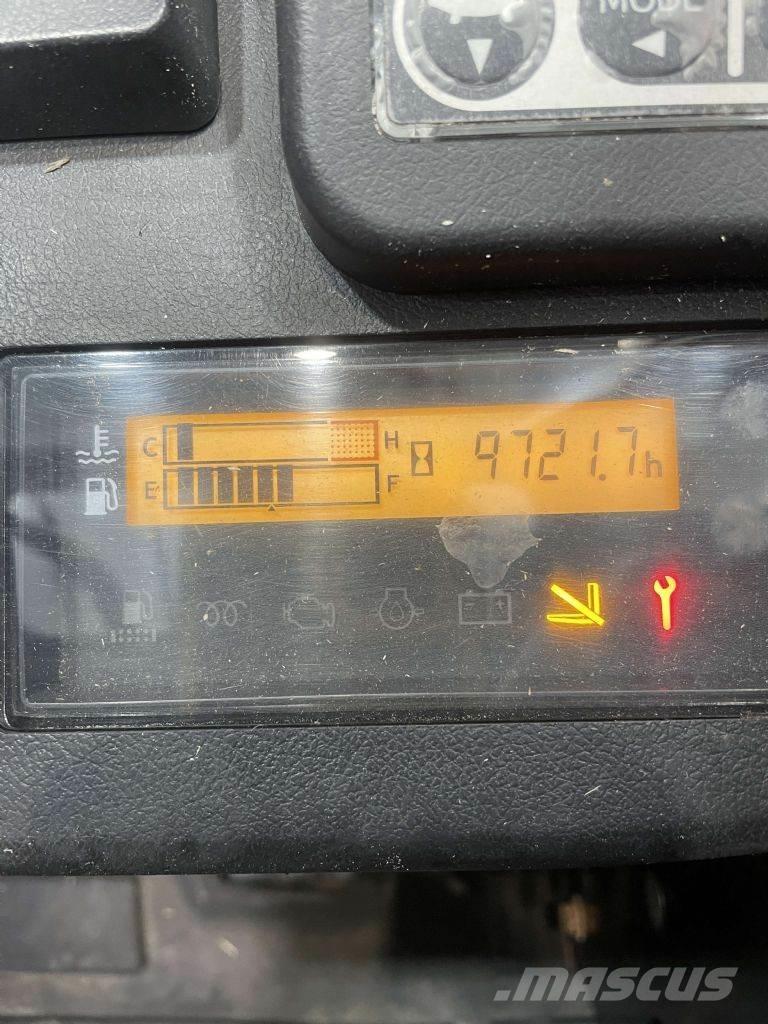 MODE
C H 9721.7h
E F
MASCUS